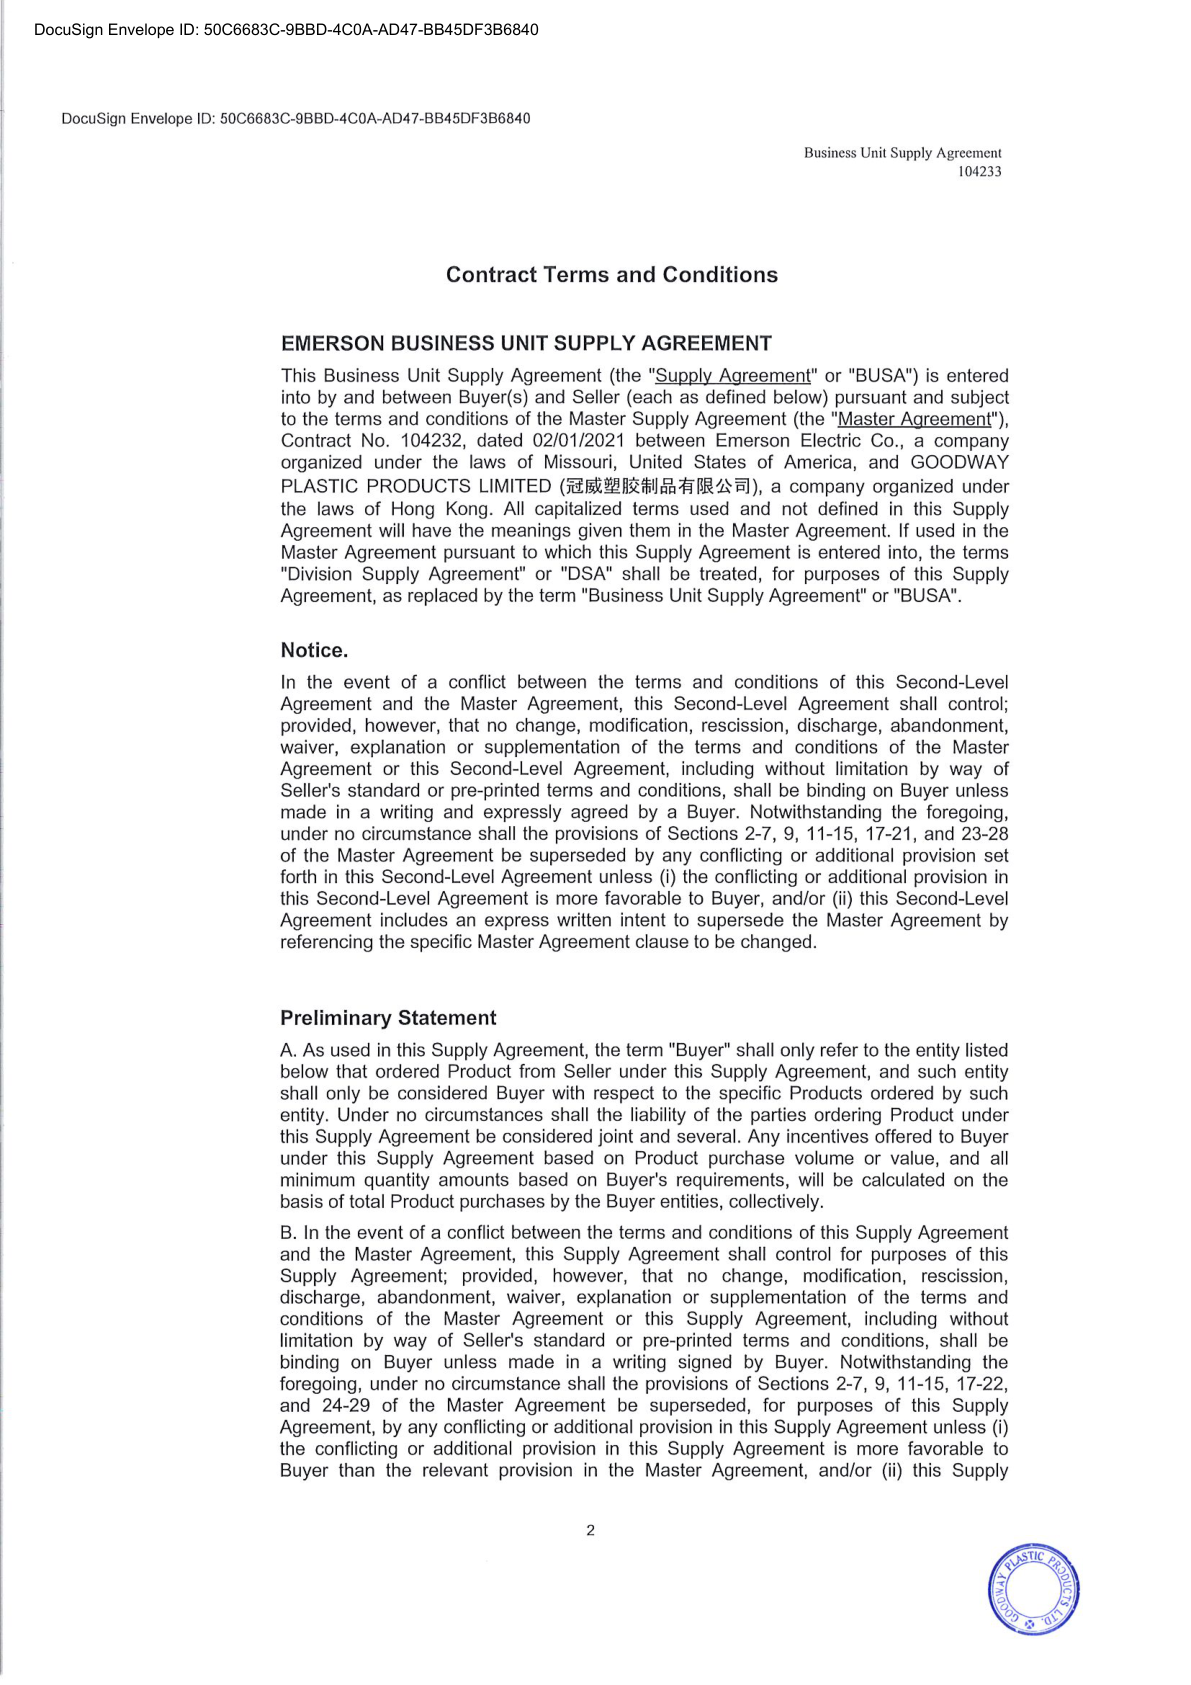 DocuSign Envelope ID: 50C6683C-9BBD-4C0A-AD47-BB45DF3B6840
DocuSign Envelope ID: 50C6683C-9BBD-4C0A-AD47-BB45DF3B6840
Business Unit Supply Agreement
104233
Contract Terms and Conditions
EMERSON BUSINESS UNIT SUPPLY AGREEMENT
This Business Unit Supply Agreement (the "Supply Agreement" or "BUSA") is entered
into by and between Buyer(s) and Seller (each as defined below) pursuant and subject
to the terms and conditions of the Master Supply Agreement (the "Master Agreement"),
Contract No. 104232, dated 02/01/2021 between Emerson Electric Co., a company
organized under the laws of Missouri, United States of America, and GOODWAY
PLASTIC PRODUCTS LIMITED (冠威塑胶制品有限公司), a company organized under
the laws of Hong Kong. All capitalized terms used and not defined in this Supply
Agreement will have the meanings given them in the Master Agreement. If used in the
Master Agreement pursuant to which this Supply Agreement is entered into, the terms
"Division Supply Agreement" or "DSA" shall be treated, for purposes of this Supply
Agreement, as replaced by the term "Business Unit Supply Agreement" or "BUSA".
Notice.
In the event of a conflict between the terms and conditions of this Second-Level
Agreement and the Master Agreement, this Second-Level Agreement shall control;
provided, however, that no change, modification, rescission, discharge, abandonment,
waiver, explanation or supplementation of the terms and conditions of the Master
Agreement or this Second-Level Agreement, including without limitation by way of
Seller's standard or pre-printed terms and conditions, shall be binding on Buyer unless
made in a writing and expressly agreed by a Buyer. Notwithstanding the foregoing,
under no circumstance shall the provisions of Sections 2-7, 9, 11-15, 17-21, and 23-28
of the Master Agreement be superseded by any conflicting or additional provision set
forth in this Second-Level Agreement unless (i) the conflicting or additional provision in
this Second-Level Agreement is more favorable to Buyer, and/or (ii) this Second-Level
Agreement includes an express written intent to supersede the Master Agreement by
referencing the specific Master Agreement clause to be changed.
Preliminary Statement
A. As used in this Supply Agreement, the term "Buyer" shall only refer to the entity listed
below that ordered Product from Seller under this Supply Agreement, and such entity
shall only be considered Buyer with respect to the specific Products ordered by such
entity. Under no circumstances shall the liability of the parties ordering Product under
this Supply Agreement be considered joint and several. Any incentives offered to Buyer
under this Supply Agreement based on Product purchase volume or value, and all
minimum quantity amounts based on Buyer's requirements, will be calculated on the
basis of total Product purchases by the Buyer entities, collectively.
B. In the event of a conflict between the terms and conditions of this Supply Agreement
and the Master Agreement, this Supply Agreement shall control for purposes of this
Supply Agreement; provided, however, that no change, modification, rescission,
discharge, abandonment, waiver, explanation or supplementation of the terms and
conditions of the Master Agreement or this Supply Agreement, including without
limitation by way of Seller's standard or pre-printed terms and conditions, shall be
binding on Buyer unless made in a writing signed by Buyer. Notwithstanding the
foregoing, under no circumstance shall the provisions of Sections 2-7, 9, 11-15, 17-22,
and 24-29 of the Master Agreement be superseded, for purposes of this Supply
Agreement, by any conflicting or additional provision in this Supply Agreement unless (i)
the conflicting or additional provision in this Supply Agreement is more favorable to
Buyer than the relevant provision in the Master Agreement, and/or (ii) this Supply
2
GOODWAY PLASTIC PRODUCTS LTD.